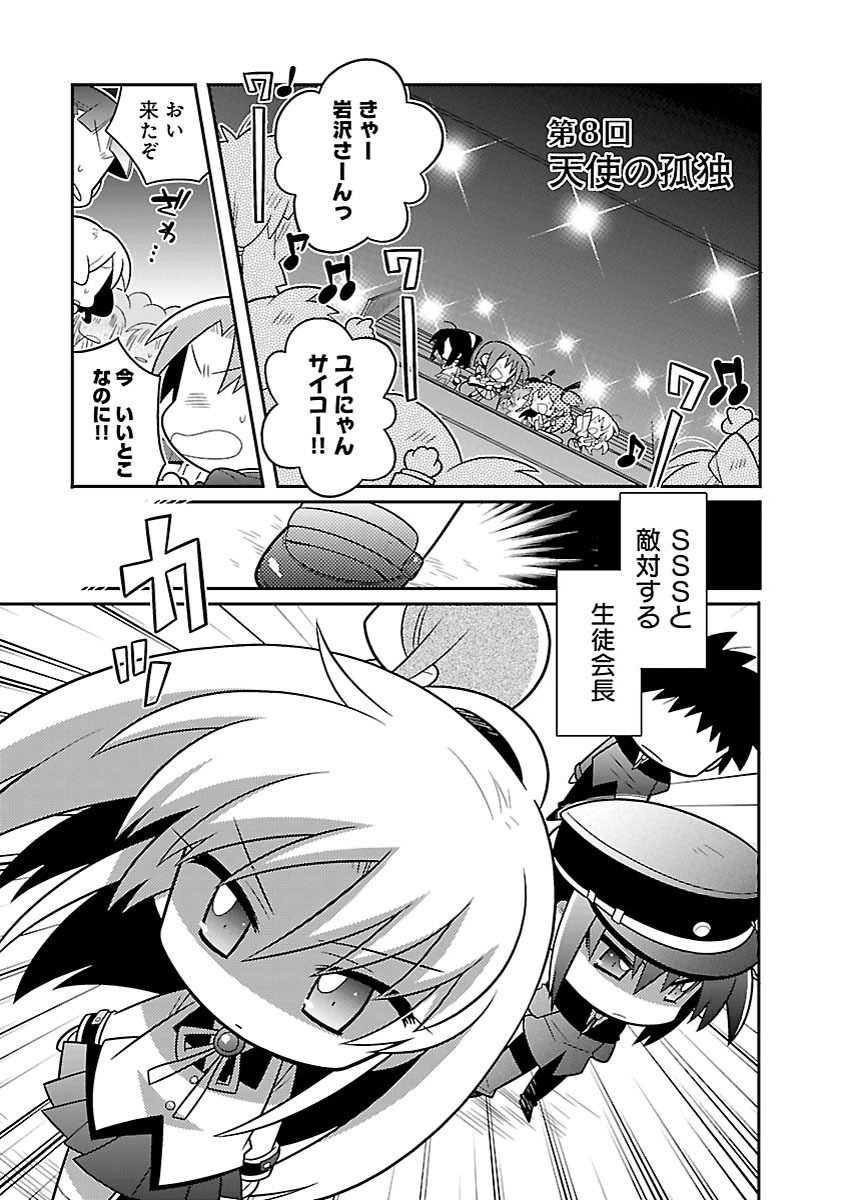 第8回
天使の孤独
きゃー
岩沢さーんっ
ワー
ワー
ユイにゃん
サイコー!!
おい
来たぞ
ざわ…
今 いいとこ
なのに!!
SSSと
敵対する
生徒会長
カッ